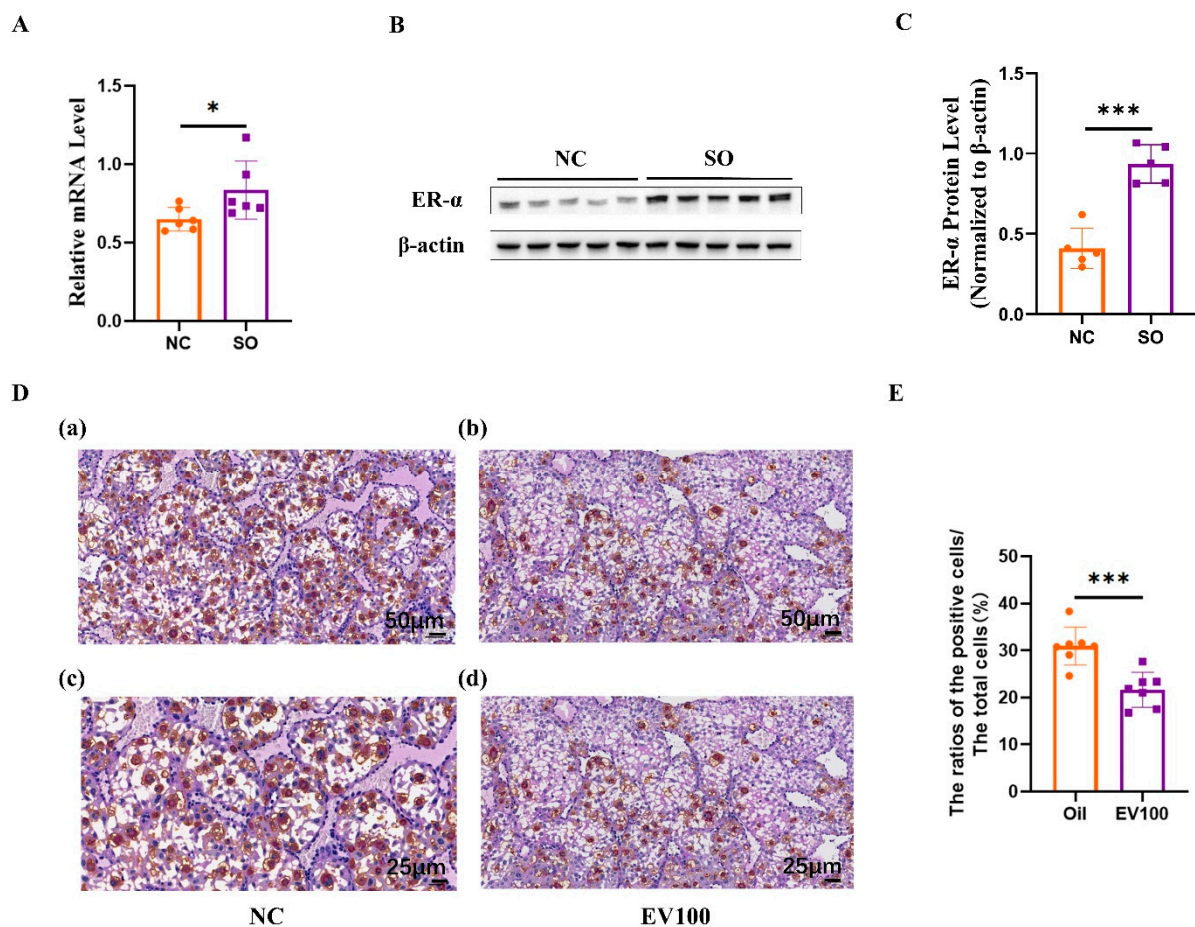 A
B
C
Relative mRNA Level
1.5
1.0
0.5
0.0
*
NC
SO
NC
SO
ER-α
β-actin
ER-α Protein Level
(Normalized to β-actin)
1.5
1.0
0.5
0.0
***
NC
SO
D
E
(a)
(b)
50μm
50μm
(c)
(d)
25μm
25μm
NC
EV100
The ratios of the positive cells/
The total cells(%)
50
40
30
20
10
0
***
Oil
EV100